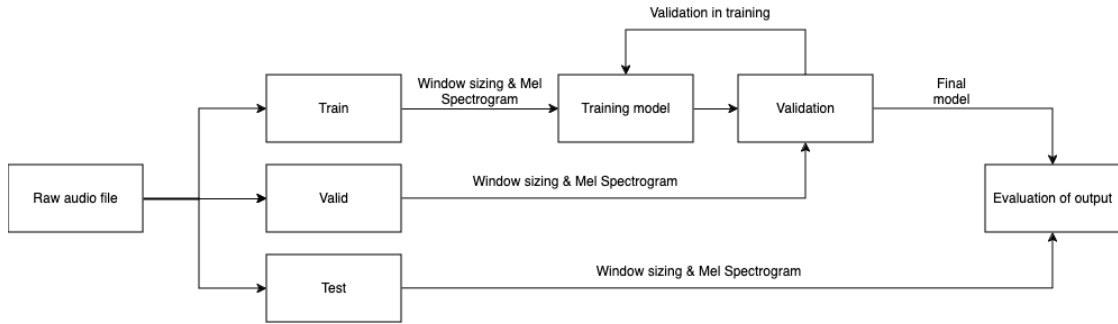 Validation in training
Window sizing & Mel
Spectrogram
Final
model
Train
Training model
Validation
Window sizing & Mel Spectrogram
Raw audio file
Valid
Evaluation of output
Window sizing & Mel Spectrogram
Test